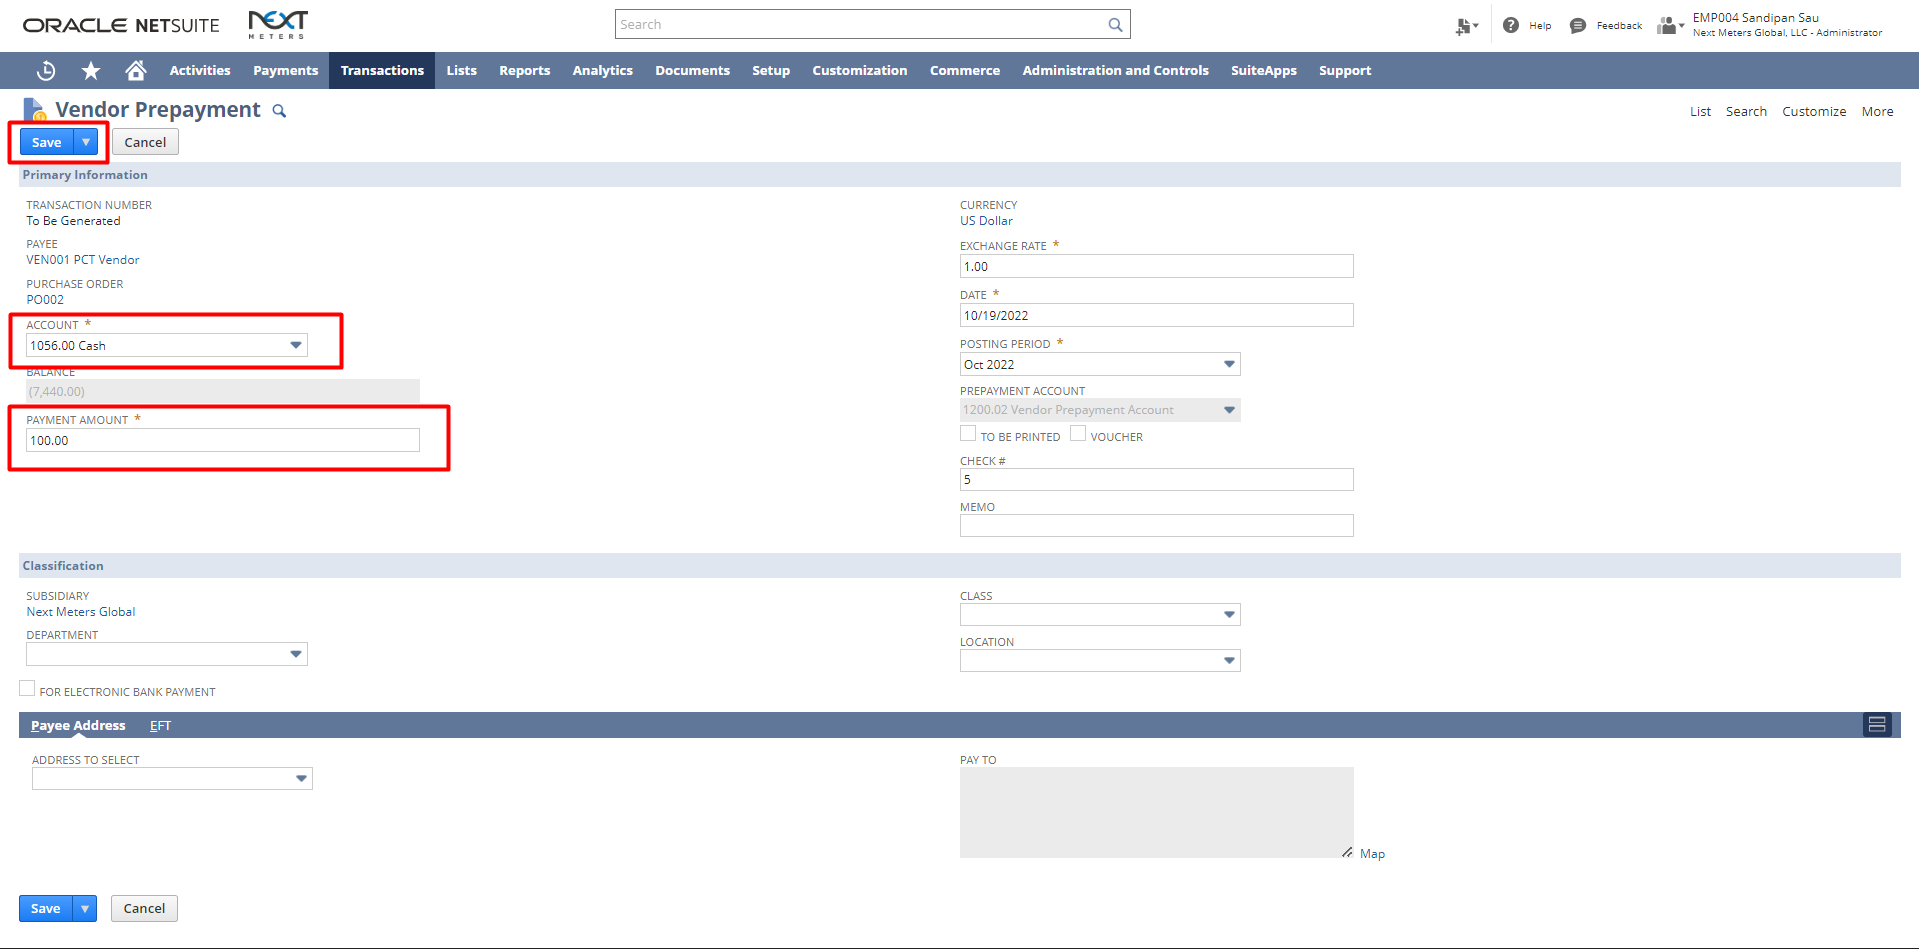 ORACLE NETSUITE
NEXT
METERS
Search
Help
Feedback
EMP004 Sandipan Sau
Next Meters Global, LLC - Administrator
Activities Payments Transactions Lists Reports Analytics Documents Setup Customization Commerce Administration and Controls SuiteApps Support
Vendor Prepayment
List Search Customize More
Save Cancel
Primary Information
TRANSACTION NUMBER
To Be Generated
PAYEE
VEN001 PCT Vendor
PURCHASE ORDER
PO002
ACCOUNT *
1056.00 Cash
BALANCE
(7,440.00)
PAYMENT AMOUNT *
100.00
CURRENCY
US Dollar
EXCHANGE RATE *
1.00
DATE *
10/19/2022
POSTING PERIOD *
Oct 2022
PREPAYMENT ACCOUNT
1200.02 Vendor Prepayment Account
TO BE PRINTED VOUCHER
CHECK #
5
MEMO
Classification
SUBSIDIARY
Next Meters Global
DEPARTMENT
CLASS
LOCATION
FOR ELECTRONIC BANK PAYMENT
Payee Address EFT
ADDRESS TO SELECT
PAY TO
Map
Save Cancel